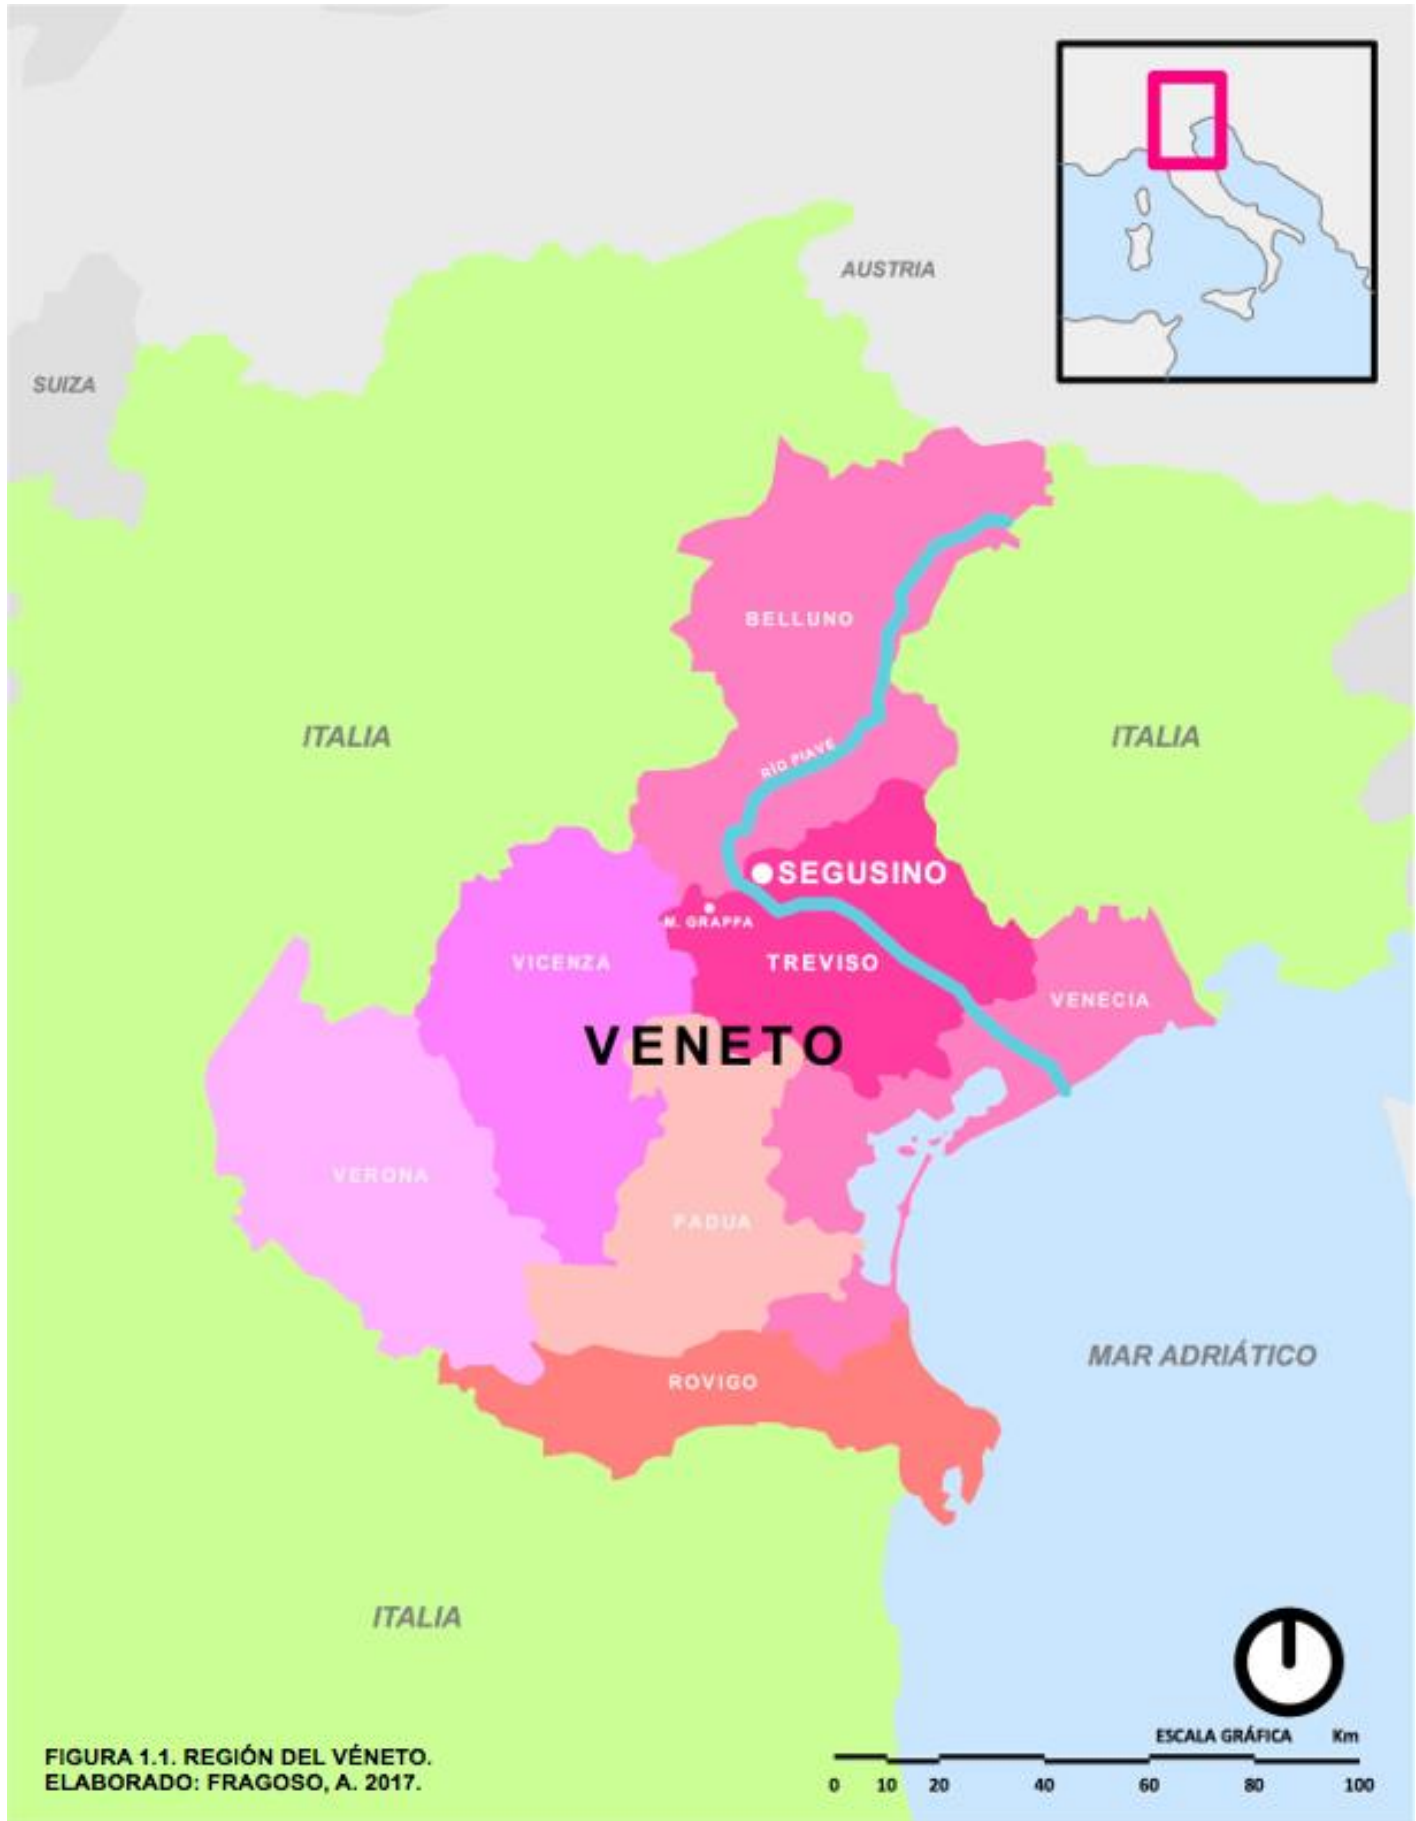 AUSTRIA
SUIZA
BELLUNO
ITALIA
ITALIA
RÍO PIAVE
SEGUSINO
M. GRAPPA
VICENZA
TREVISO
VENECIA
VENETO
VERONA
PADUA
MAR ADRIÁTICO
ROVIGO
ITALIA
FIGURA 1.1. REGIÓN DEL VÉNETO.
ELABORADO: FRAGOSO, A. 2017.
ESCALA GRÁFICA Km
0 10 20 40 60 80 100